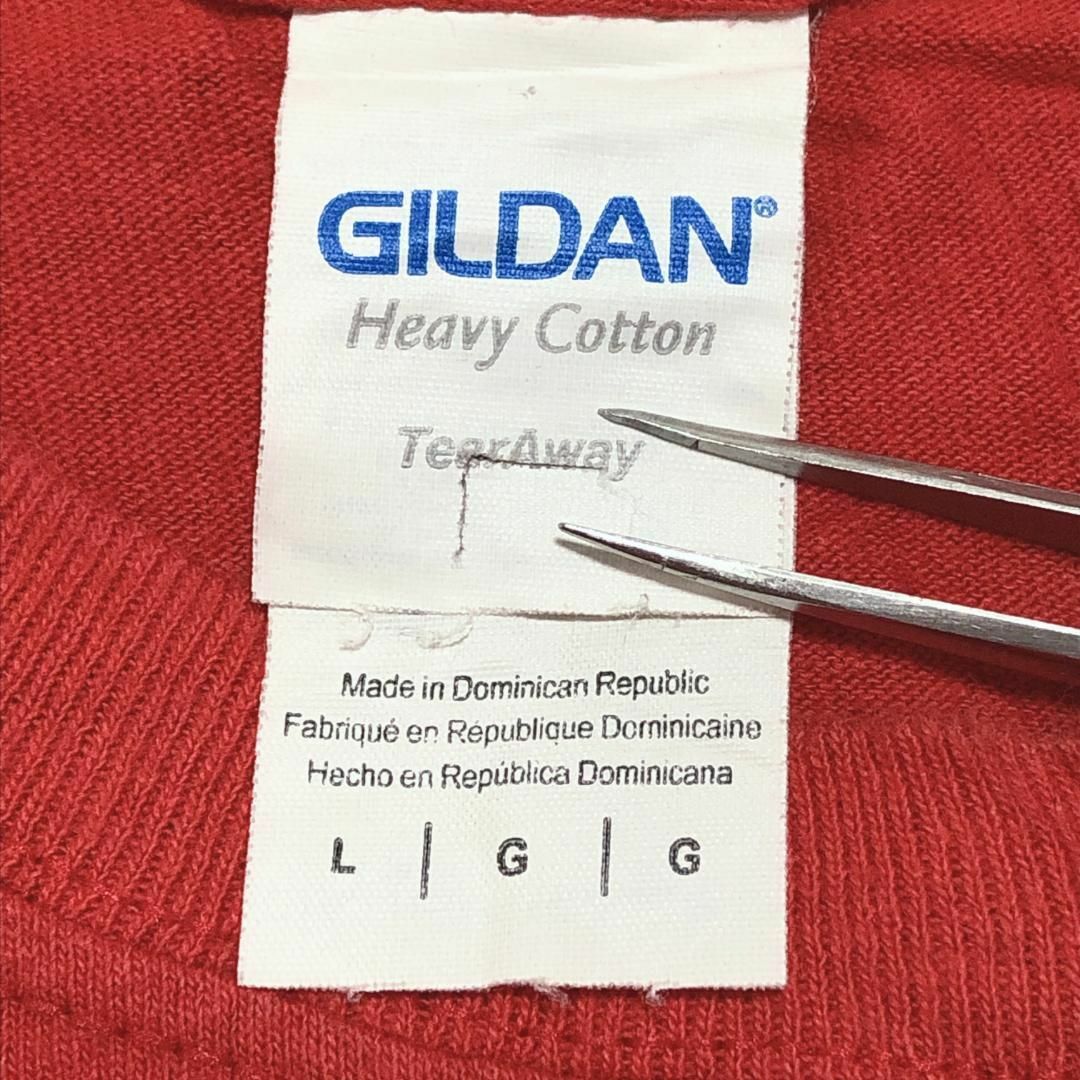 GILDAN®
Heavy Cotton
TearAway
Made in Dominican Republic
Fabriqué en République Dominicaine
Hecho en República Dominicana
L | G | G